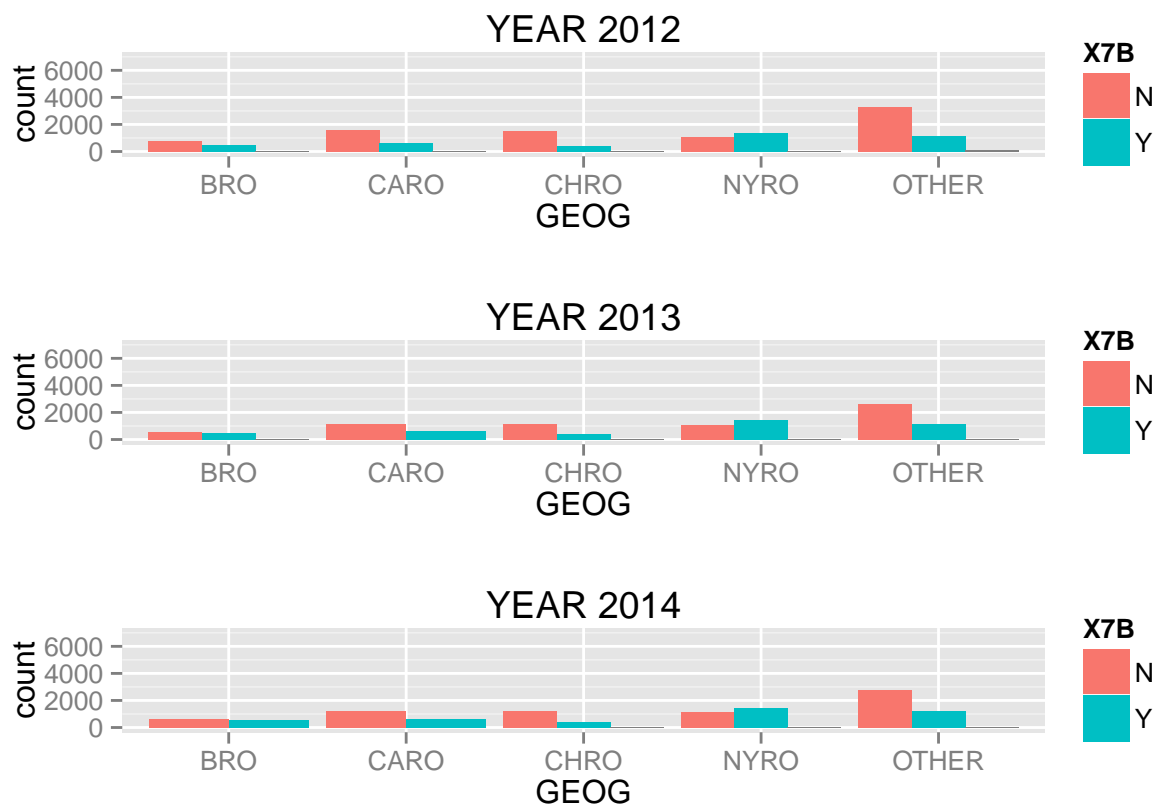 YEAR 2012
count
6000
4000
2000
0
BRO CARO CHRO NYRO OTHER
GEOG
X7B
N
Y
YEAR 2013
count
6000
4000
2000
0
BRO CARO CHRO NYRO OTHER
GEOG
X7B
N
Y
YEAR 2014
count
6000
4000
2000
0
BRO CARO CHRO NYRO OTHER
GEOG
X7B
N
Y